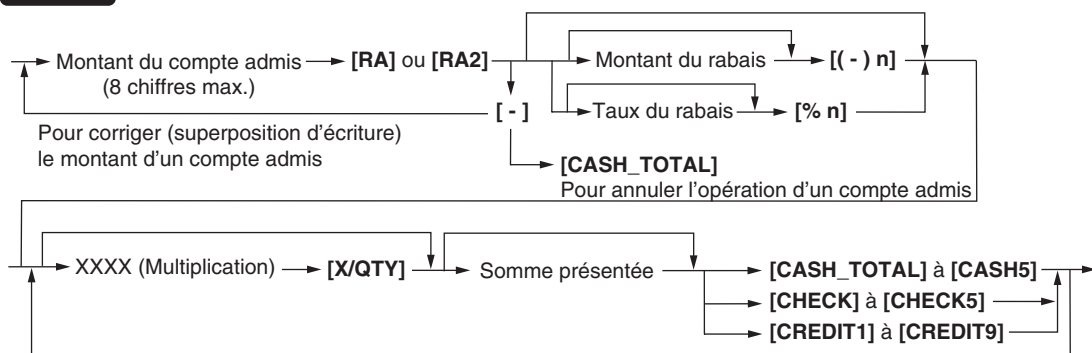 Montant du compte admis [RA] ou [RA2] Montant du rabais [( - ) n]
(8 chiffres max.)
[ - ] Taux du rabais [% n]
Pour corriger (superposition d'écriture)
le montant d'un compte admis
[CASH_TOTAL]
Pour annuler l'opération d'un compte admis
XXXX (Multiplication) [X/QTY] Somme présentée [CASH_TOTAL] à [CASH5]
[CHECK] à [CHECK5]
[CREDIT1] à [CREDIT9]